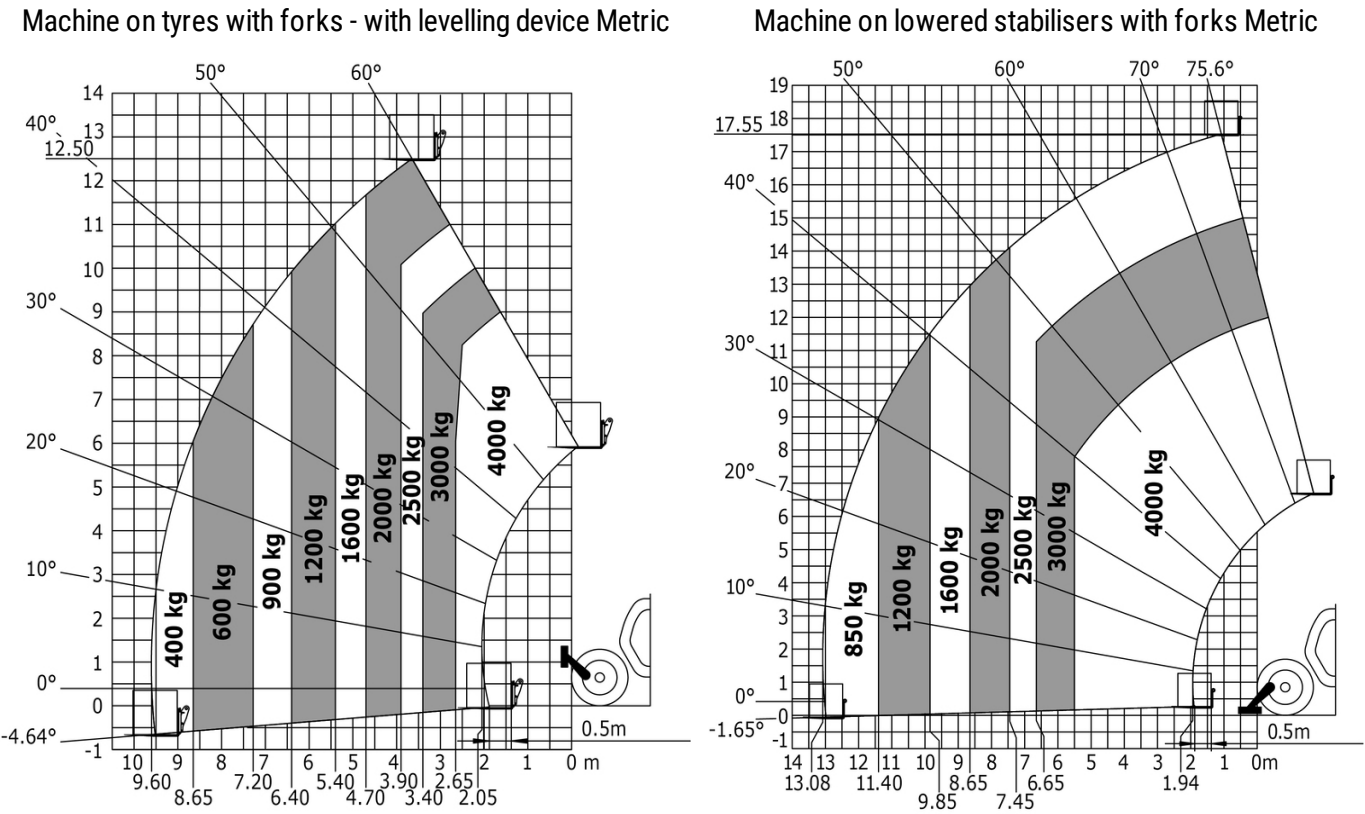 Machine on tyres with forks - with levelling device Metric
50°
60°
40°
12.50
30°
20°
10°
0°
-4.64°
14
13
12
11
10
9
8
7
6
5
4
3
2
1
0
-1
400 kg
600 kg
900 kg
1200 kg
1600 kg
2000 kg
2500 kg
3000 kg
4000 kg
0.5m
10 9 8 7 6 5 4 3 2 1 0 m
9.60 7.20 5.40 3.90 2.65
8.65 6.40 4.70 3.40 2.05
Machine on lowered stabilisers with forks Metric
50°
60°
70°
75.6°
17.55
40°
30°
20°
10°
0°
-1.65°
19
18
17
16
15
14
13
12
11
10
9
8
7
6
5
4
3
2
1
0
-1
850 kg
1200 kg
1600 kg
2000 kg
2500 kg
3000 kg
4000 kg
0.5m
14 13 12 11 10 9 8 7 6 5 4 3 2 1 0m
13.08 11.40 8.65 6.65 1.94
9.85 7.45